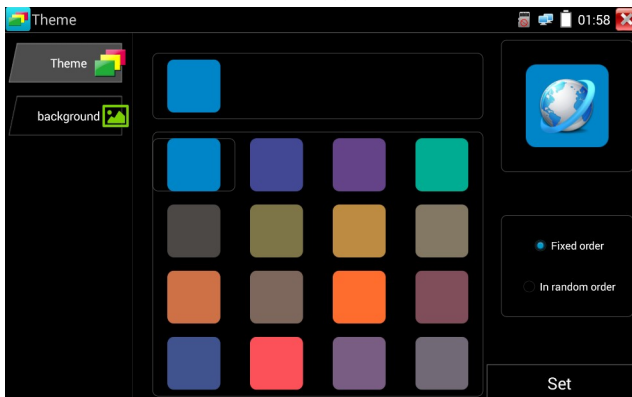 Theme
01:58
Theme
background
Fixed order
In random order
Set